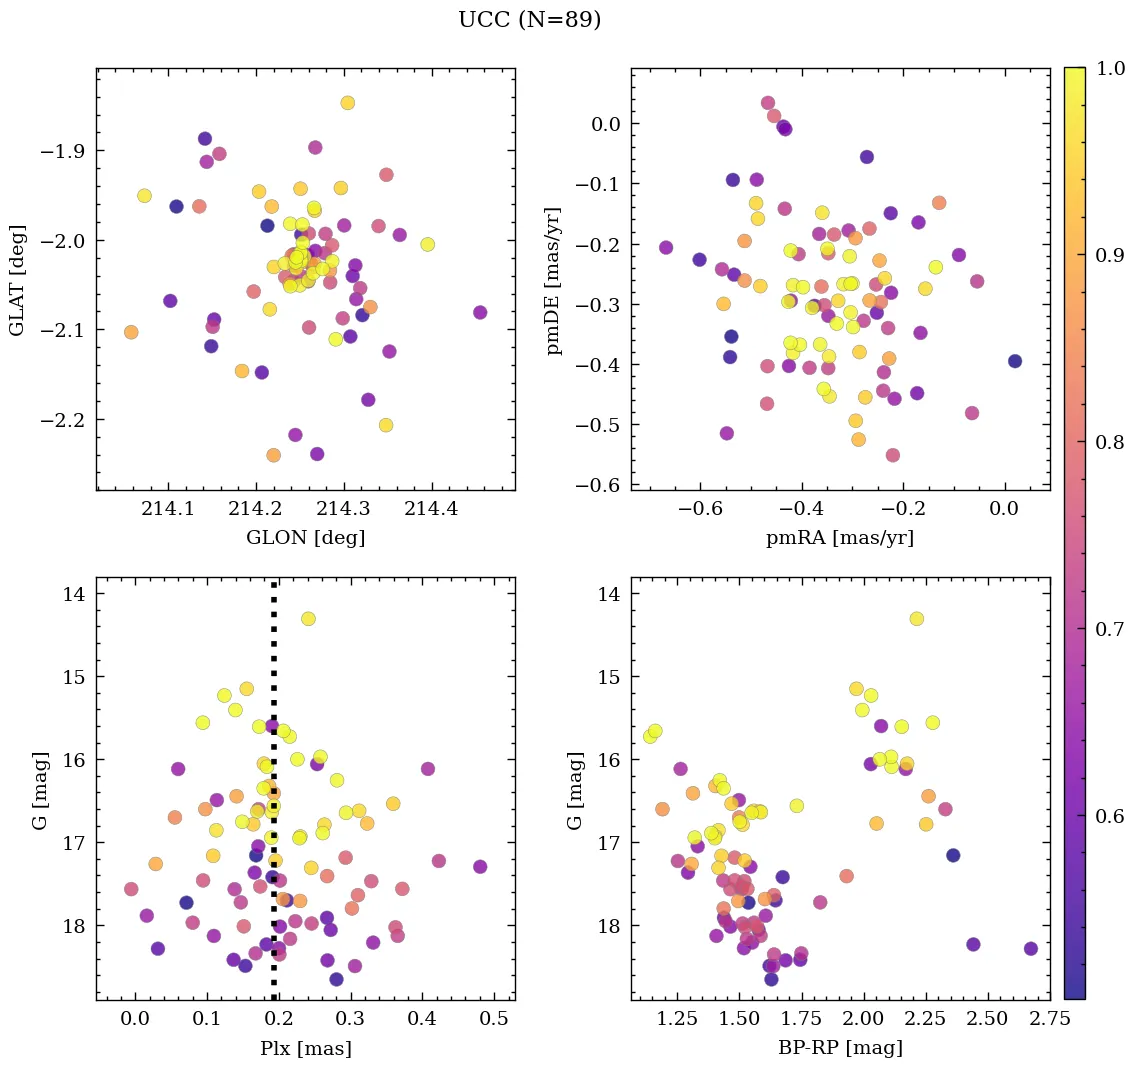 UCC (N=89)
−1.9
−2.0
−2.1
−2.2
GLAT [deg]
214.1 214.2 214.3 214.4
GLON [deg]
0.0
−0.1
−0.2
−0.3
−0.4
−0.5
−0.6
pmDE [mas/yr]
−0.6 −0.4 −0.2 0.0
pmRA [mas/yr]
14
15
16
17
18
G [mag]
0.0 0.1 0.2 0.3 0.4 0.5
Plx [mas]
14
15
16
17
18
G [mag]
1.25 1.50 1.75 2.00 2.25 2.50 2.75
BP-RP [mag]
1.0
0.9
0.8
0.7
0.6